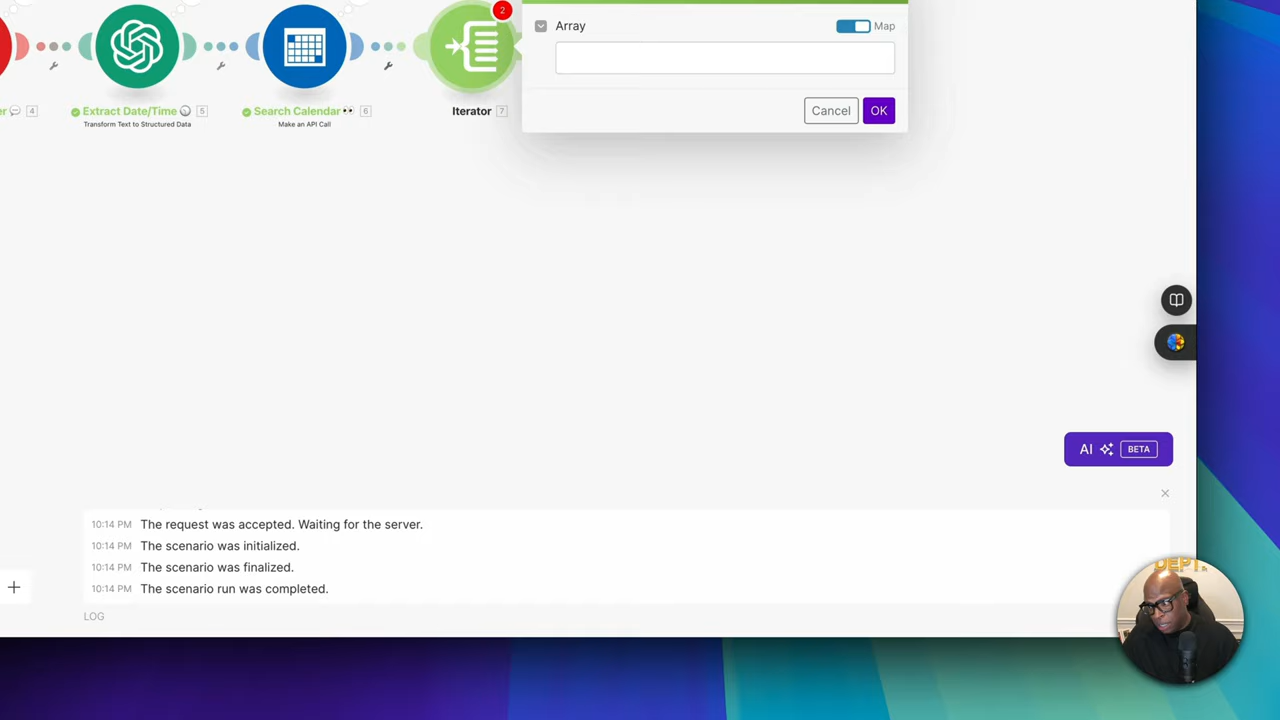 2
Array
Map
er 4
Extract Date/Time 5
Transform Text to Structured Data
Search Calendar 6
Make an API Call
Iterator 7
Cancel
OK
AI BETA
10:14 PM The request was accepted. Waiting for the server.
10:14 PM The scenario was initialized.
10:14 PM The scenario was finalized.
10:14 PM The scenario run was completed.
LOG
DEPT